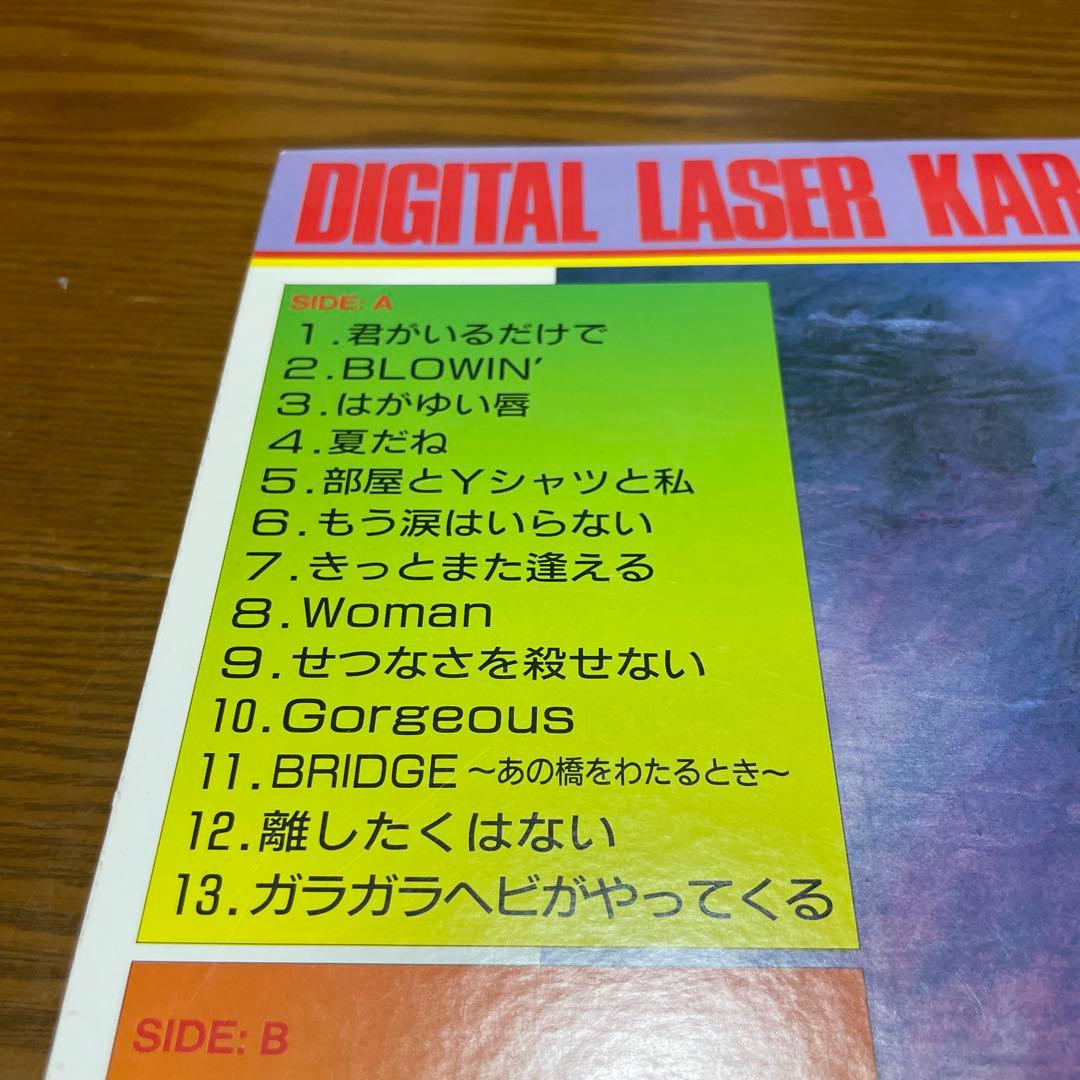 DIGITAL LASER KAR
SIDE: A
1.君がいるだけで
2.BLOWIN'
3.はがゆい唇
4.夏だね
5.部屋とYシャツと私
6.もう涙はいらない
7.きっとまた逢える
8.Woman
9.せつなさを殺せない
10.Gorgeous
11.BRIDGE ～あの橋をわたるとき～
12.離したくはない
13.ガラガラヘビがやってくる
SIDE: B